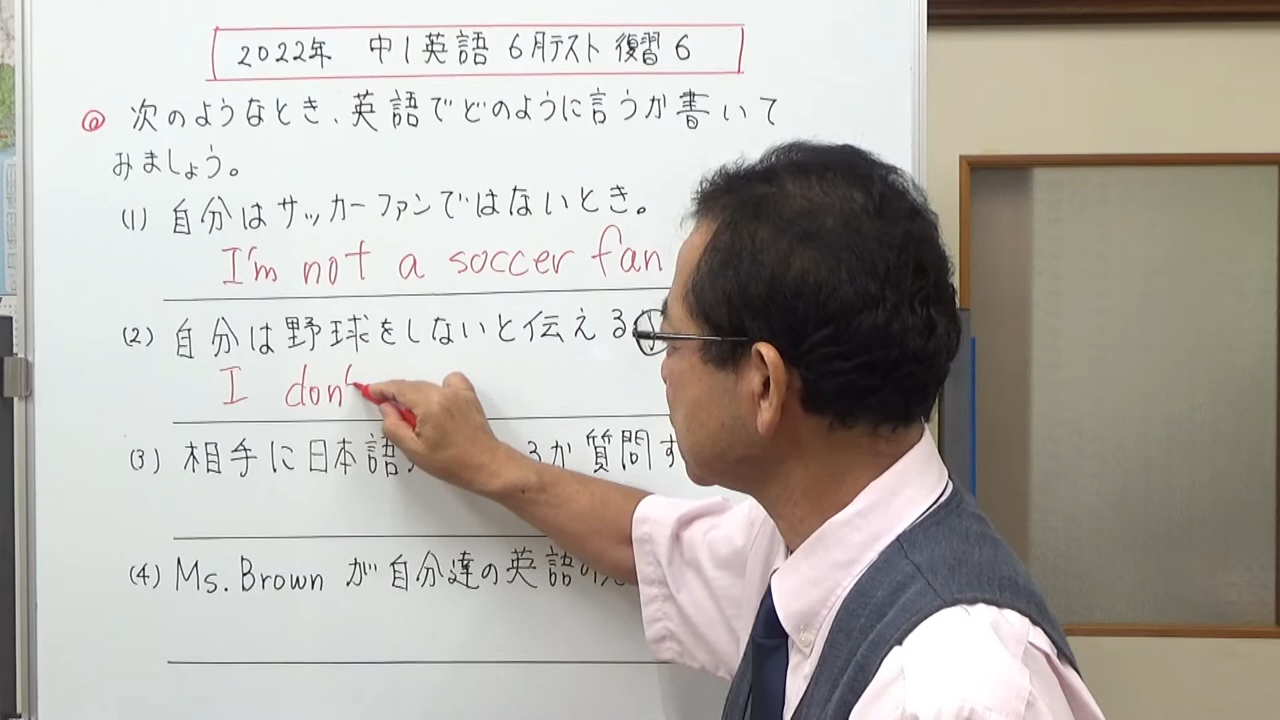 2022年 中1英語 6月テスト 復習6
◎ 次のようなとき、英語でどのように言うか書いて
みましょう。
(1) 自分はサッカーファンではないとき。
I'm not a soccer fan
(2) 自分は野球をしないと伝える
I don'
(3) 相手に日本語 るか質問す
(4) Ms. Brown が自分達の英語の